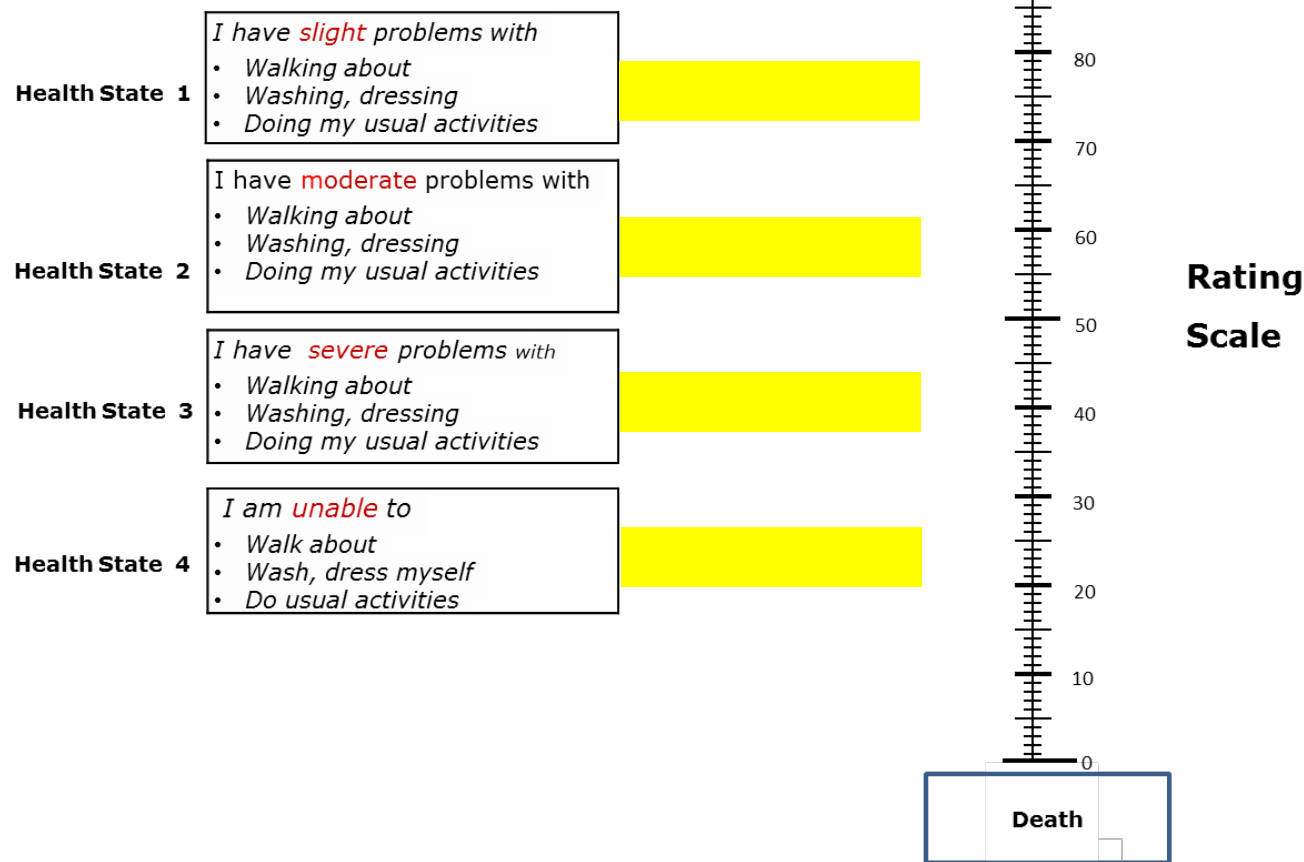 Health State 1
I have slight problems with
• Walking about
• Washing, dressing
• Doing my usual activities
Health State 2
I have moderate problems with
• Walking about
• Washing, dressing
• Doing my usual activities
Health State 3
I have severe problems with
• Walking about
• Washing, dressing
• Doing my usual activities
Health State 4
I am unable to
• Walk about
• Wash, dress myself
• Do usual activities
80
70
60
50
40
30
20
10
0
Rating
Scale
Death